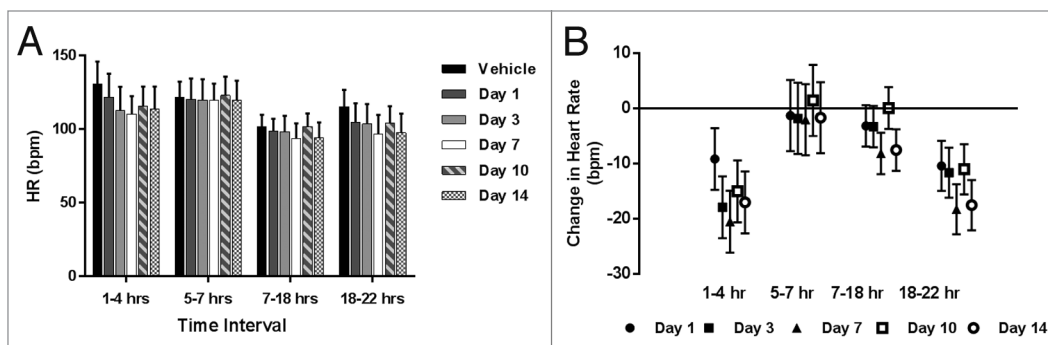 A
150
100
50
0
HR (bpm)
1-4 hrs
5-7 hrs
7-18 hrs
18-22 hrs
Time Interval
Vehicle
Day 1
Day 3
Day 7
Day 10
Day 14
B
10
0
-10
-20
-30
Change in Heart Rate
(bpm)
1-4 hr
5-7 hr
7-18 hr
18-22 hr
Day 1
Day 3
Day 7
Day 10
Day 14